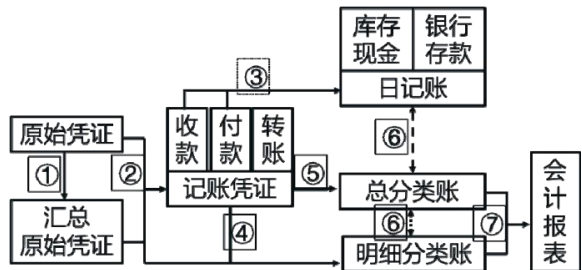 库存现金
银行存款
日记账
③
收款
付款
转账
记账凭证
原始凭证
①
②
汇总
原始凭证
④
⑤
⑥
总分类账
⑥
明细分类账
⑦
会计报表